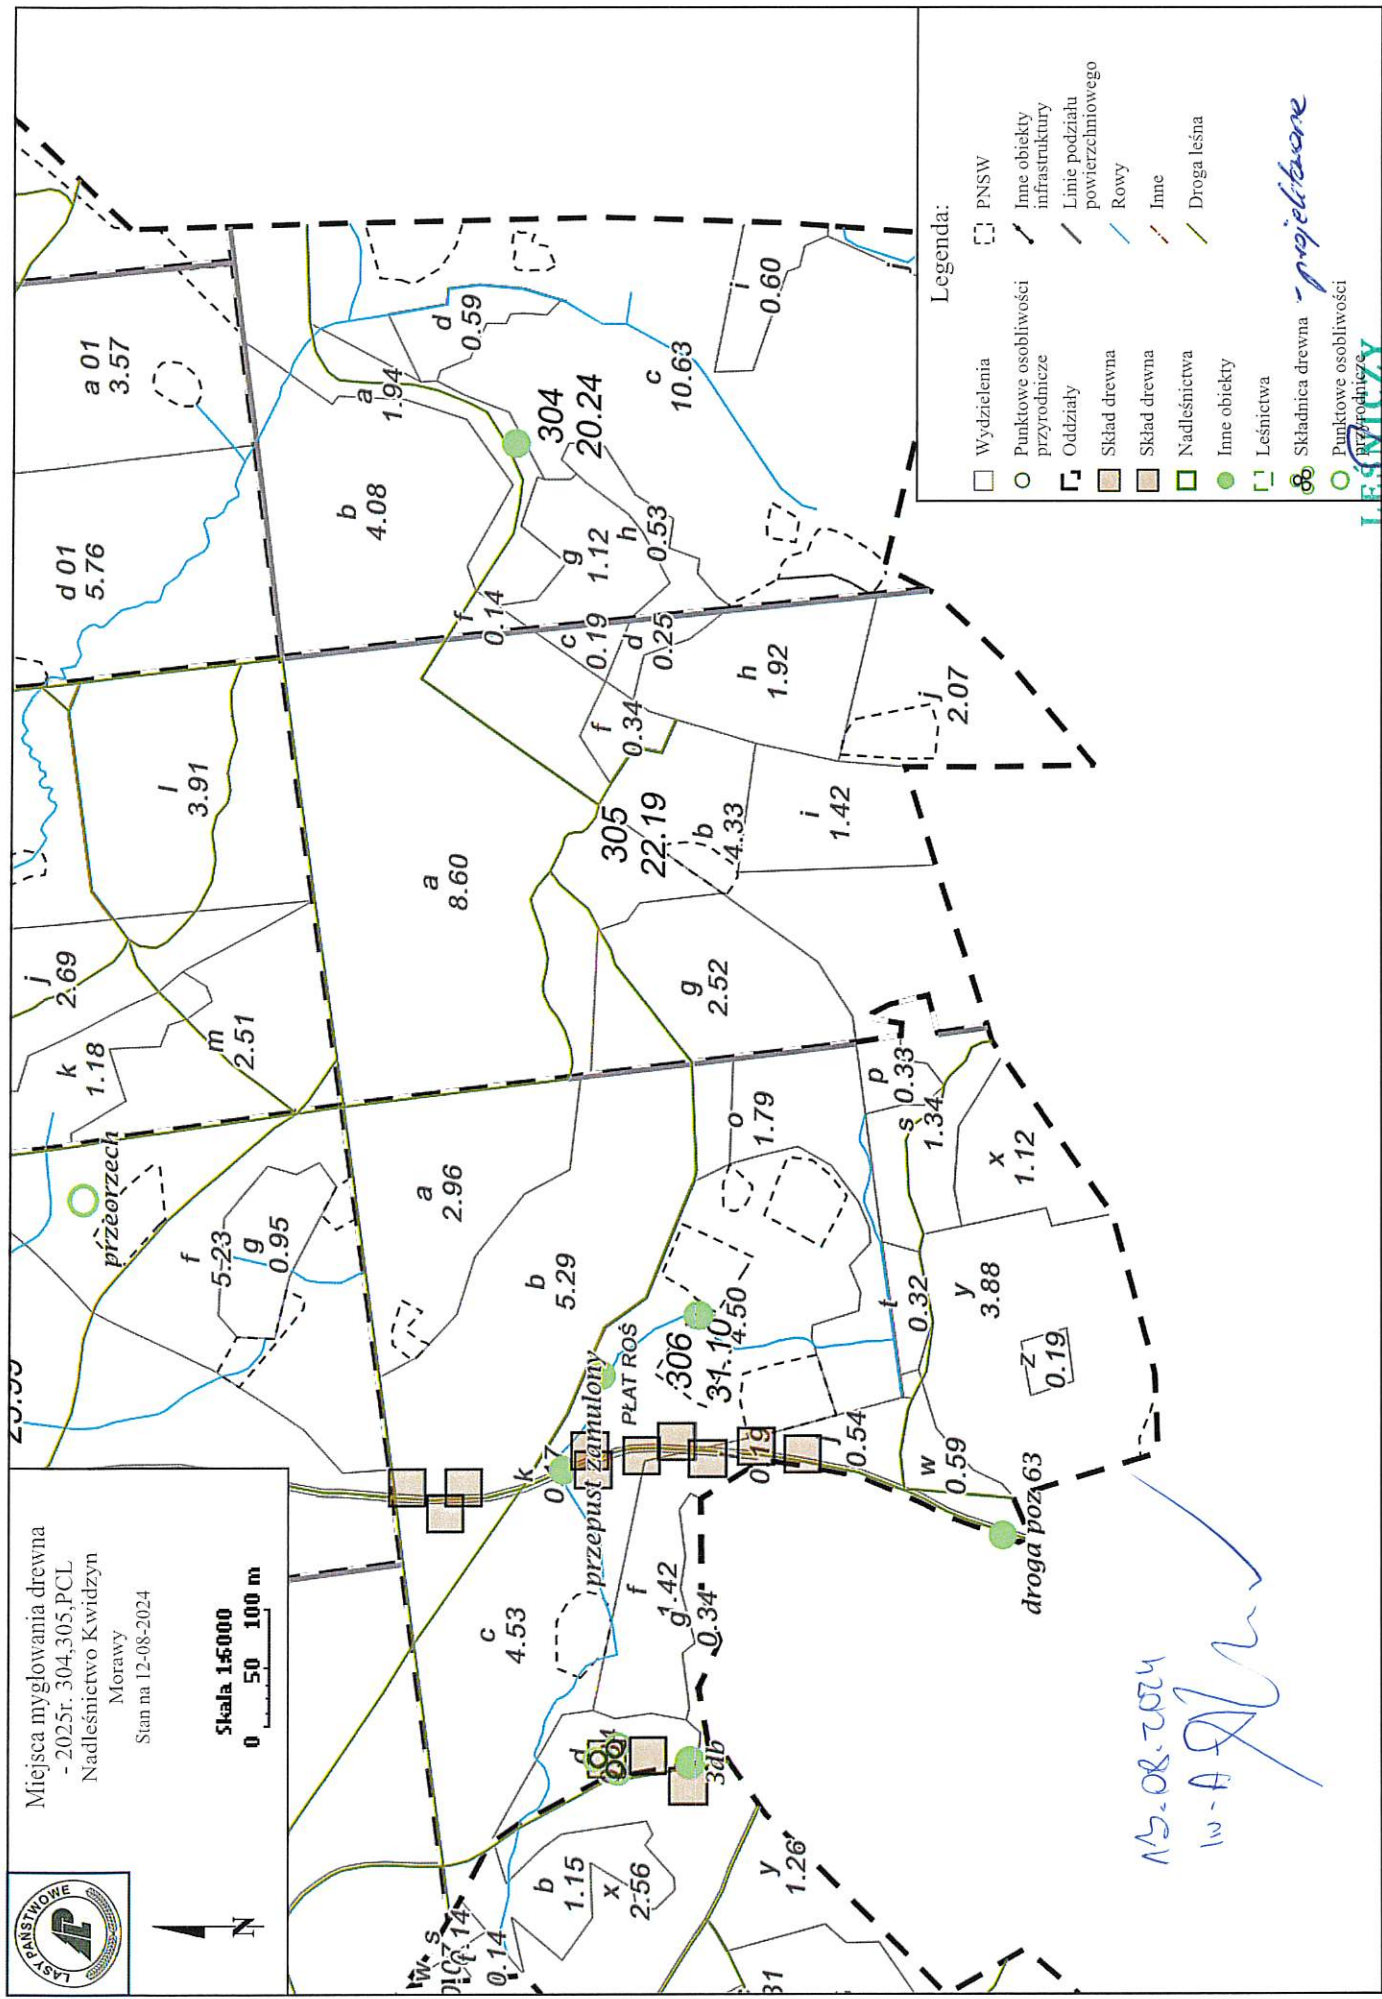 LASY PAŃSTWOWE
Miejsca mygłowania drewna
- 2025r. 304,305,PCL
Nadleśnictwo Kwidzyn
Morawy
Stan na 12-08-2024
Skala 1:6000
0 50 100 m
N
Legenda:
Wydzielenia
Punktowe osobliwości
przyrodnicze
Oddziały
Skład drewna
Skład drewna
Nadleśnictwa
Inne obiekty
Leśnictwa
Składnica drewna - projektowane
Punktowe osobliwości
przyrodnicze
PNSW
Inne obiekty
infrastruktury
Linie podziału
powierzchniowego
Rowy
Inne
Droga leśna
LEŚNICZY
przeorzech
f
5.23
g
0.95
k
1.18
j
2.69
m
2.51
l
3.91
d 01
5.76
a 01
3.57
a
2.96
b
5.29
a
8.60
b
4.08
a
1.94
d
0.59
304
20.24
c
10.63
i
0.60
j
f
0.14
g
1.12
h
0.53
c
0.19
d
0.25
f
0.34
h
1.92
j
2.07
305
22.19
b
4.33
i
1.42
g
2.52
o
1.79
p
0.33
s
1.34
x
1.12
t
0.32
y
3.88
z
0.19
w
0.59
j
0.54
306
31.10
4.50
PŁAT ROŚ
przepust zamulony
k
c
4.53
f
1.42
g
0.34
d
3db
droga poz.63
b
1.15
x
2.56
y
1.26
w
s
t
0.14
0.14